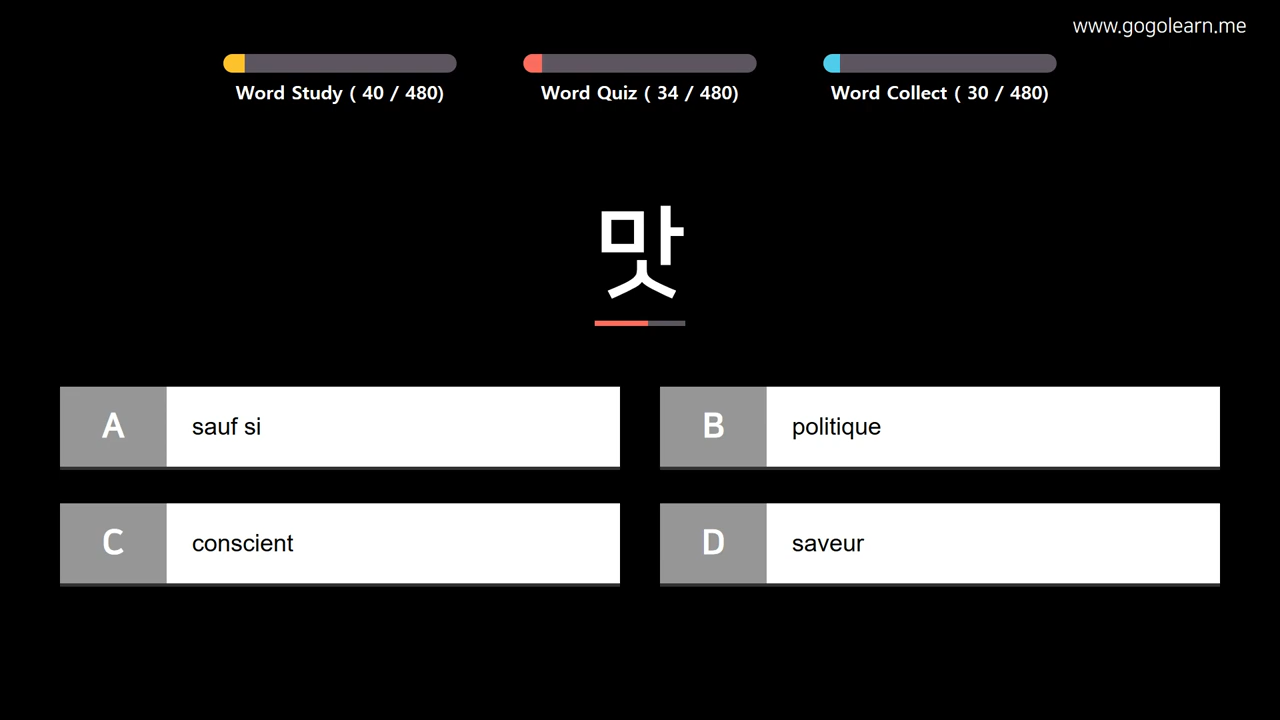 www.gogolearn.me
Word Study ( 40 / 480)
Word Quiz ( 34 / 480)
Word Collect ( 30 / 480)
맛
A sauf si
B politique
C conscient
D saveur